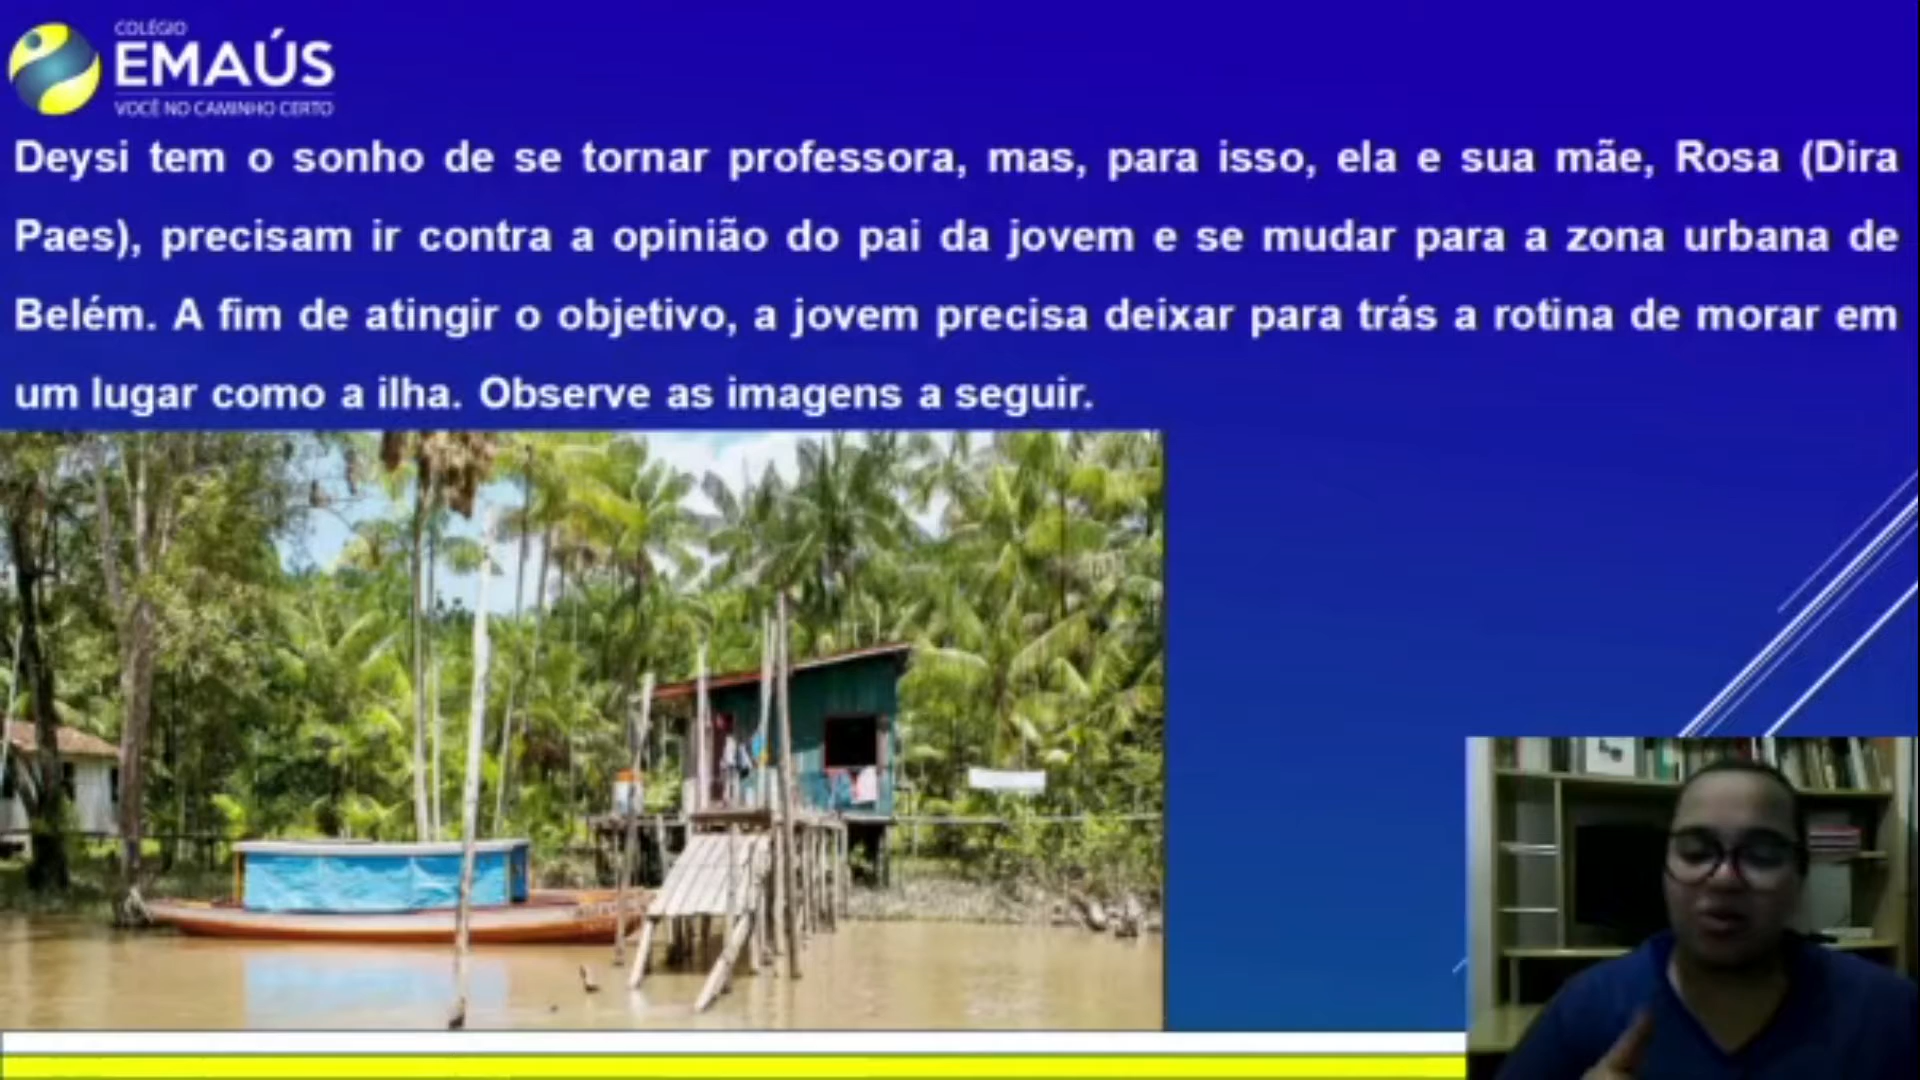 COLÉGIO
EMAÚS
VOCÊ NO CAMINHO CERTO
Deysi tem o sonho de se tornar professora, mas, para isso, ela e sua mãe, Rosa (Dira
Paes), precisam ir contra a opinião do pai da jovem e se mudar para a zona urbana de
Belém. A fim de atingir o objetivo, a jovem precisa deixar para trás a rotina de morar em
um lugar como a ilha. Observe as imagens a seguir.